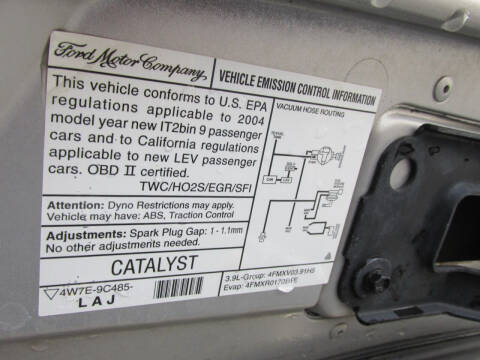 Ford Motor Company
VEHICLE EMISSION CONTROL INFORMATION
This vehicle conforms to U.S. EPA
regulations applicable to 2004
model year new IT2bin 9 passenger
cars and to California regulations
applicable to new LEV passenger
cars. OBD II certified.
TWC/HO2S/EGR/SFI
VACUUM HOSE ROUTING
Attention: Dyno Restrictions may apply.
Vehicle may have: ABS, Traction Control
Adjustments: Spark Plug Gap: 1 - 1.1mm
No other adjustments needed.
CATALYST
4W7E-9C485-
LAJ
3.9L-Group: 4FMXV03.91H5
Evap: